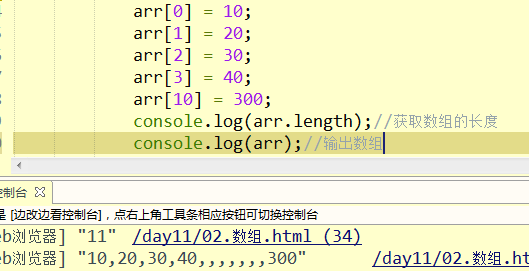 arr[0] = 10;
arr[1] = 20;
arr[2] = 30;
arr[3] = 40;
arr[10] = 300;
console.log(arr.length);//获取数组的长度
console.log(arr);//输出数组
控制台
是 [边改边看控制台]，点右上角工具条相应按钮可切换控制台
eb浏览器] "11" /day11/02.数组.html (34)
eb浏览器] "10,20,30,40,,,,,,,300" /day11/02.数组.ht